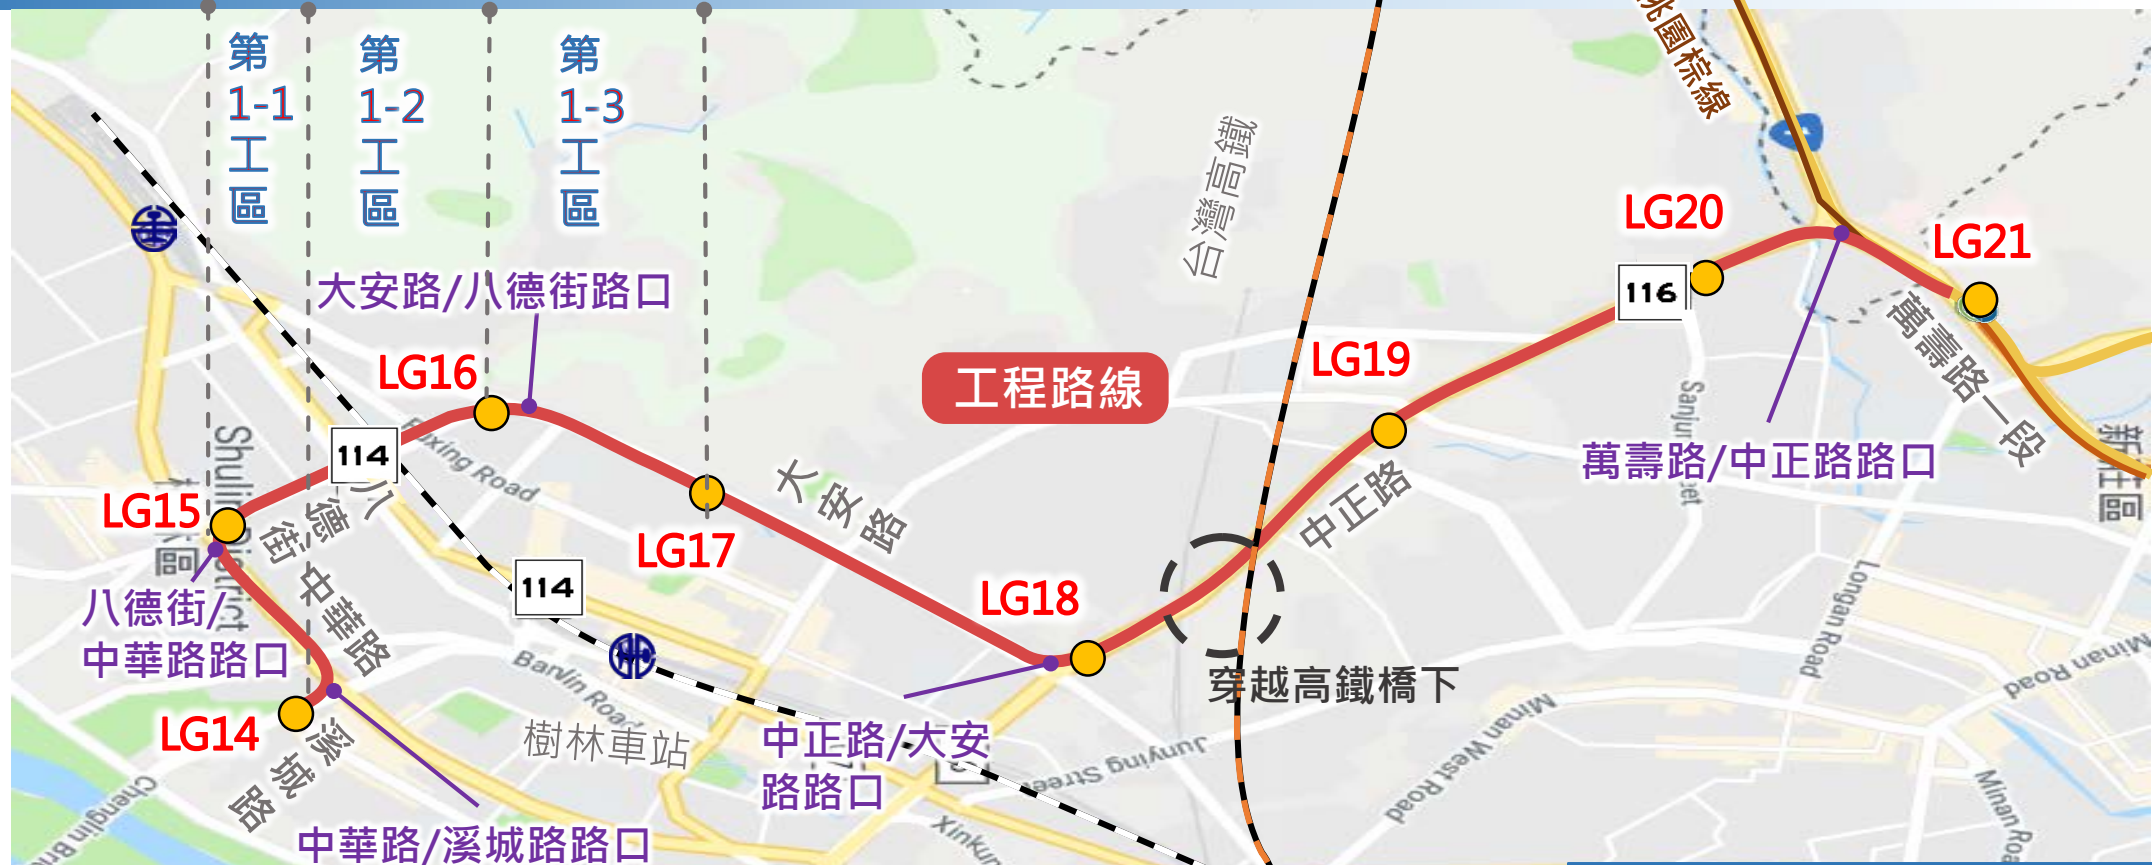 第
1-1
工
區
第
1-2
工
區
第
1-3
工
區
桃園棕線
台灣高鐵
LG20
LG21
116
大安路/八德街路口
LG16
工程路線
LG19
萬壽路一段
Fuxing Road
114
LG15
Shulin District
八德街
LG17
大安路
中正路
萬壽路/中正路路口
新莊區
114
LG18
八德街/
中華路路口
中華路
LG14
溪城路
Banlin Road
樹林車站
中正路/大安
路路口
穿越高鐵橋下
Junying Street
Minan West Road
Longan Road
Minan Road
中華路/溪城路路口